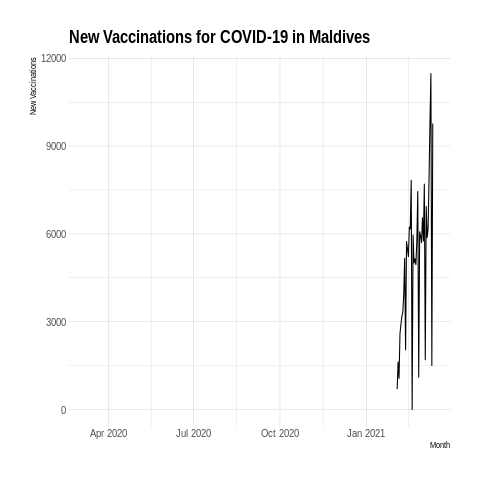 New Vaccinations for COVID-19 in Maldives
New Vaccinations
12000
9000
6000
3000
0
Apr 2020
Jul 2020
Oct 2020
Jan 2021
Month